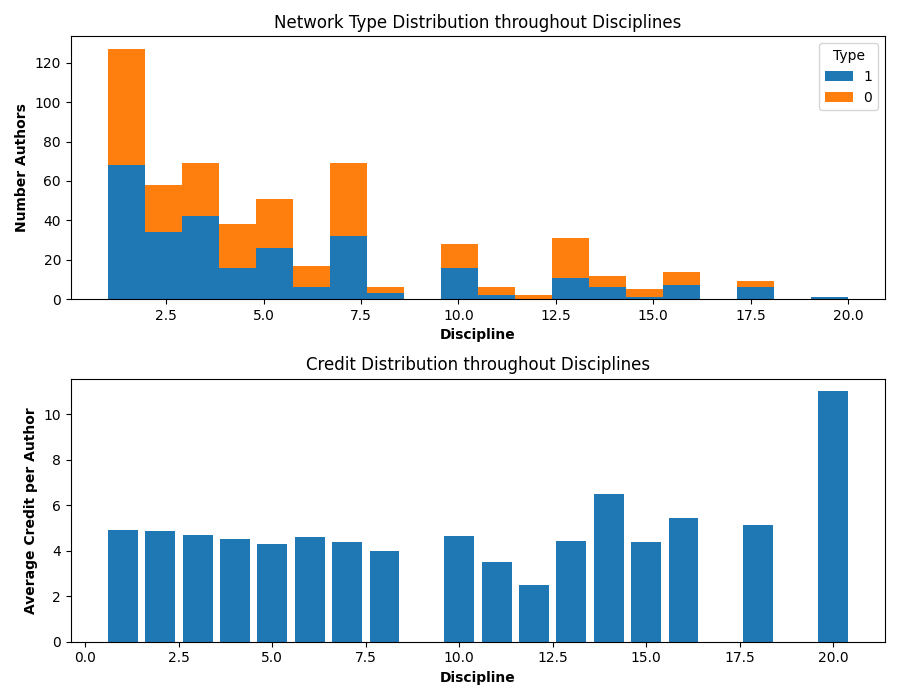 Network Type Distribution throughout Disciplines
Number Authors
120
100
80
60
40
20
0
Type
1
0
2.5 5.0 7.5 10.0 12.5 15.0 17.5 20.0
Discipline
Credit Distribution throughout Disciplines
Average Credit per Author
10
8
6
4
2
0
0.0 2.5 5.0 7.5 10.0 12.5 15.0 17.5 20.0
Discipline